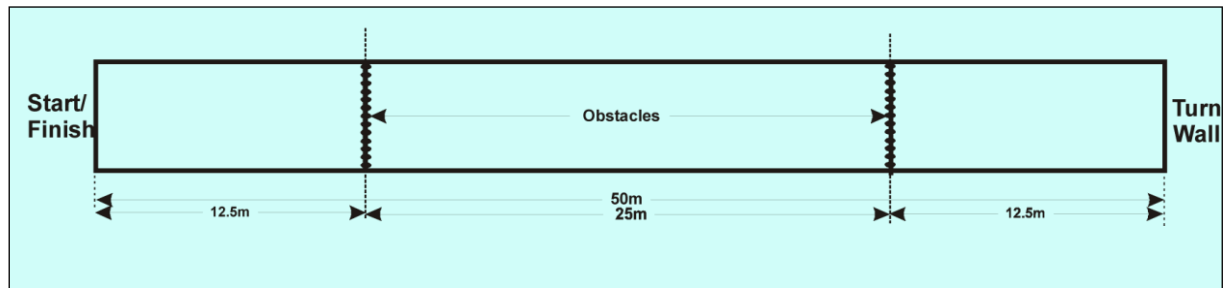 Start/
Finish
Obstacles
Turn
Wall
50m
12.5m
25m
12.5m